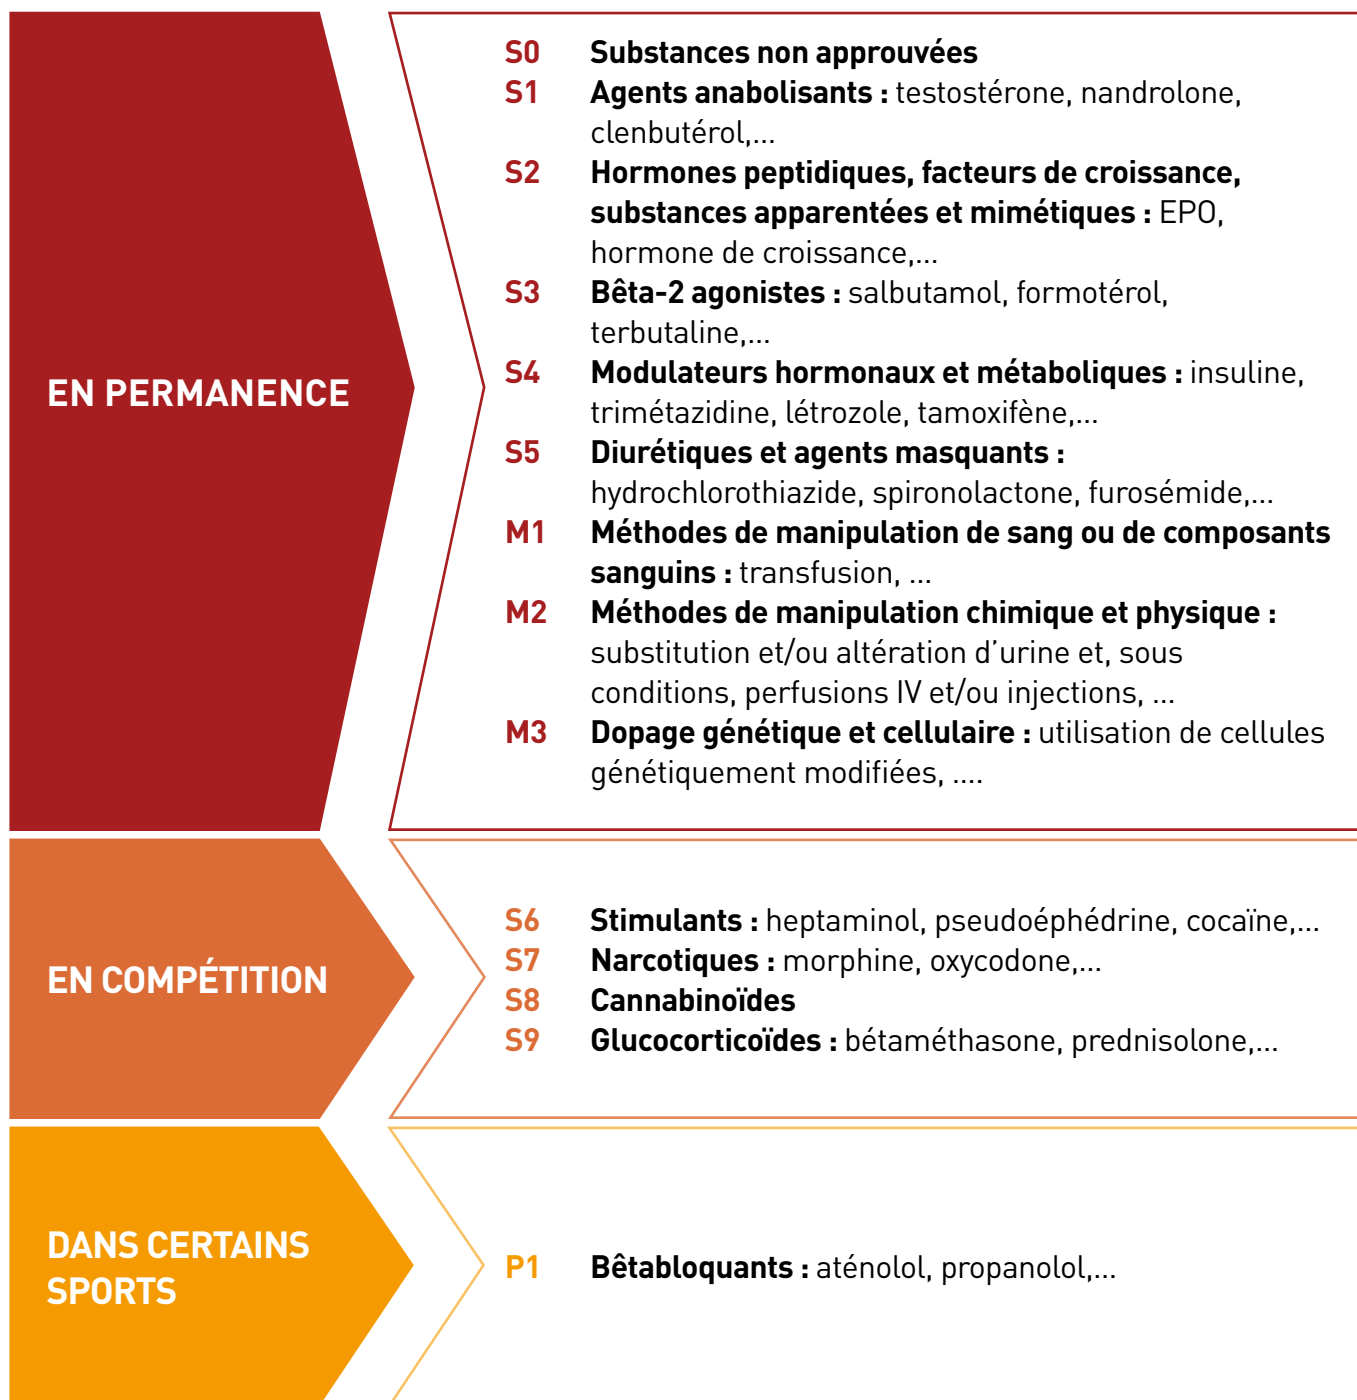 EN PERMANENCE
S0 Substances non approuvées
S1 Agents anabolisants : testostérone, nandrolone,
clenbutérol,...
S2 Hormones peptidiques, facteurs de croissance,
substances apparentées et mimétiques : EPO,
hormone de croissance,...
S3 Bêta-2 agonistes : salbutamol, formotérol,
terbutaline,...
S4 Modulateurs hormonaux et métaboliques : insuline,
trimétazidine, létrozole, tamoxifène,...
S5 Diurétiques et agents masquants :
hydrochlorothiazide, spironolactone, furosémide,...
M1 Méthodes de manipulation de sang ou de composants
sanguins : transfusion, ...
M2 Méthodes de manipulation chimique et physique :
substitution et/ou altération d’urine et, sous
conditions, perfusions IV et/ou injections, ...
M3 Dopage génétique et cellulaire : utilisation de cellules
génétiquement modifiées, ....
EN COMPÉTITION
S6 Stimulants : heptaminol, pseudoéphédrine, cocaïne,...
S7 Narcotiques : morphine, oxycodone,...
S8 Cannabinoïdes
S9 Glucocorticoïdes : bétaméthasone, prednisolone,...
DANS CERTAINS
SPORTS
P1 Bêtabloquants : aténolol, propanolol,...